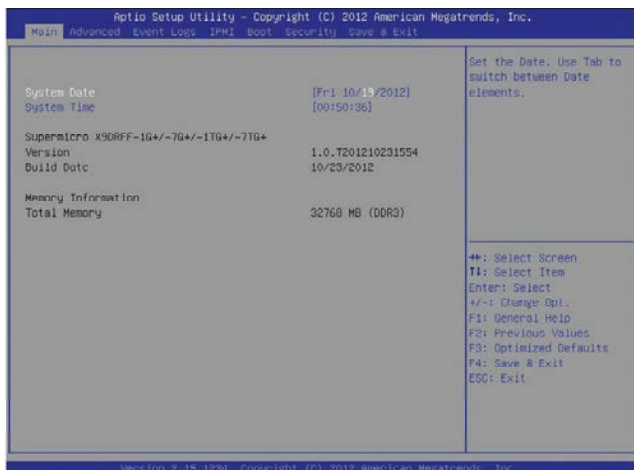 Aptio Setup Utility - Copyright (C) 2012 American Megatrends, Inc.
Main Advanced Event Logs IPMI Boot Security Save & Exit
System Date [Fri 10/19/2012]
System Time [00:50:36]
Supermicro X9DRFF-1G+/-7G+/-1TG+/-7TG+
Version 1.0.T201210231554
Build Date 10/23/2012
Memory Information
Total Memory 32768 MB (DDR3)
Set the Date. Use Tab to
switch between Date
elements.
→←: Select Screen
↑↓: Select Item
Enter: Select
+/-: Change Opt.
F1: General Help
F2: Previous Values
F3: Optimized Defaults
F4: Save & Exit
ESC: Exit
Version 2.15.1234. Copyright (C) 2012 American Megatrends, Inc.